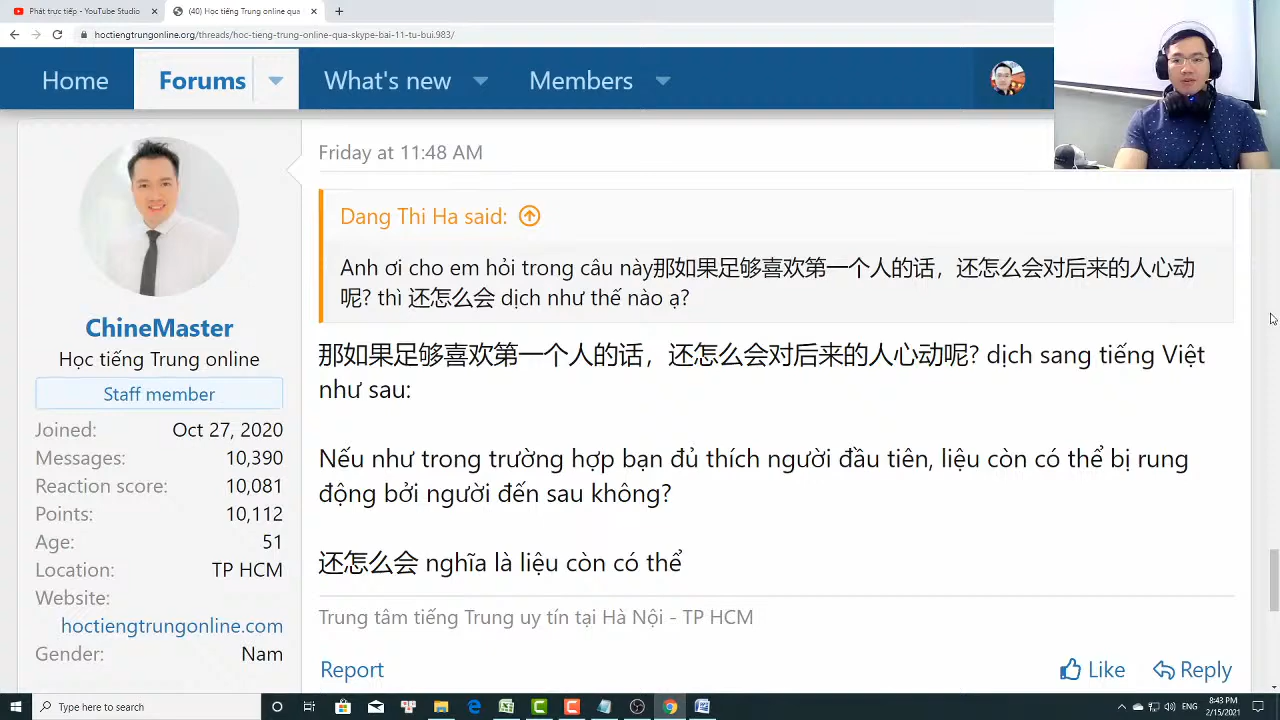 Phát trực tiếp - YouTube Studio
(40) Học tiếng Trung online qua
hoctiengtrungonline.org/threads/hoc-tieng-trung-online-qua-skype-bai-11-tu-bui.983/
Home
Forums
What's new
Members
ChineMaster
Học tiếng Trung online
Staff member
Joined: Oct 27, 2020
Messages: 10,390
Reaction score: 10,081
Points: 10,112
Age: 51
Location: TP HCM
Website:
hoctiengtrungonline.com
Gender: Nam
Friday at 11:48 AM
Dang Thi Ha said:
Anh ơi cho em hỏi trong câu này那如果足够喜欢第一个人的话，还怎么会对后来的人心动
呢? thì 还怎么会 dịch như thế nào ạ?
那如果足够喜欢第一个人的话，还怎么会对后来的人心动呢? dịch sang tiếng Việt
như sau:
Nếu như trong trường hợp bạn đủ thích người đầu tiên, liệu còn có thể bị rung
động bởi người đến sau không?
还怎么会 nghĩa là liệu còn có thể
Trung tâm tiếng Trung uy tín tại Hà Nội - TP HCM
Report
Like
Reply
Type here to search
8:43 PM
2/15/2021